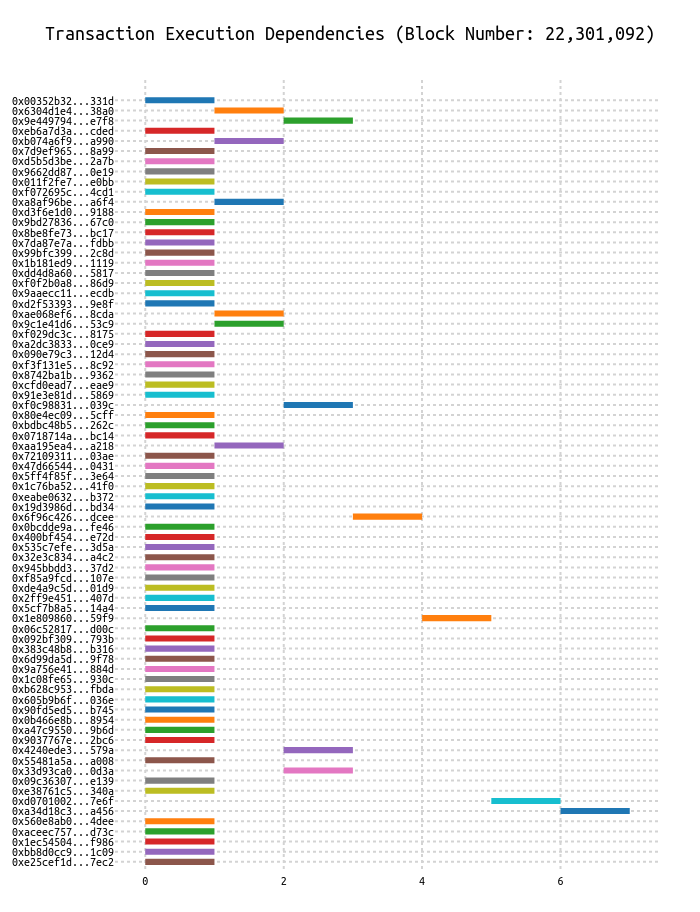 Transaction Execution Dependencies (Block Number: 22,301,092)
0x00352b32...331d
0x6304d1e4...38a0
0x9e449794...e7f8
0xeb6a7d3a...cded
0xb074a6f9...a990
0x7d9ef965...8a99
0xd5b5d3be...2a7b
0x9662dd87...0e19
0x011f2fe7...e0bb
0xf072695c...4cd1
0xa8af96be...a6f4
0xd3f6e1d0...9188
0x9bd27836...67c0
0x8be8fe73...bc17
0x7da87e7a...fdbb
0x99bfc399...2c8d
0x1b181ed9...1119
0xdd4d8a60...5817
0xf0f2b0a8...86d9
0x9aaecc11...ecdb
0xd2f53393...9e8f
0xae068ef6...8cda
0x9c1e41d6...53c9
0xf029dc3c...8175
0xa2dc3833...0ce9
0x090e79c3...12d4
0xf3f131e5...8c92
0x8742ba1b...9362
0xcfd0ead7...eae9
0x91e3e81d...5869
0xf0c98831...039c
0x80e4ec09...5cff
0xbdbc48b5...262c
0x0718714a...bc14
0xaa195ea4...a218
0x72109311...03ae
0x47d66544...0431
0x5ff4f85f...3e64
0x1c76ba52...41f0
0xeabe0632...b372
0x19d3986d...bd34
0x6f96c426...dcee
0x0bcdde9a...fe46
0x400bf454...e72d
0x535c7efe...3d5a
0x32e3c834...a4c2
0x945bbdd3...37d2
0xf85a9fcd...107e
0xde4a9c5d...01d9
0x2ff9e451...407d
0x5cf7b8a5...14a4
0x1e809860...59f9
0x06c52817...d00c
0x092bf309...793b
0x383c48b8...b316
0x6d99da5d...9f78
0x9a756e41...884d
0x1c08fe65...930c
0xb628c953...fbda
0x605b9b6f...036e
0x90fd5ed5...b745
0x0b466e8b...8954
0xa47c9550...9b6d
0x9037767e...2bc6
0x4240ede3...579a
0x55481a5a...a008
0x33d93ca0...0d3a
0x09c36307...e139
0xe38761c5...340a
0xd0701002...7e6f
0xa34d18c3...a456
0x560e8ab0...4dee
0xaceec757...d73c
0x1ec54504...f986
0xbb8d0cc9...1c09
0xe25cef1d...7ec2
0 2 4 6